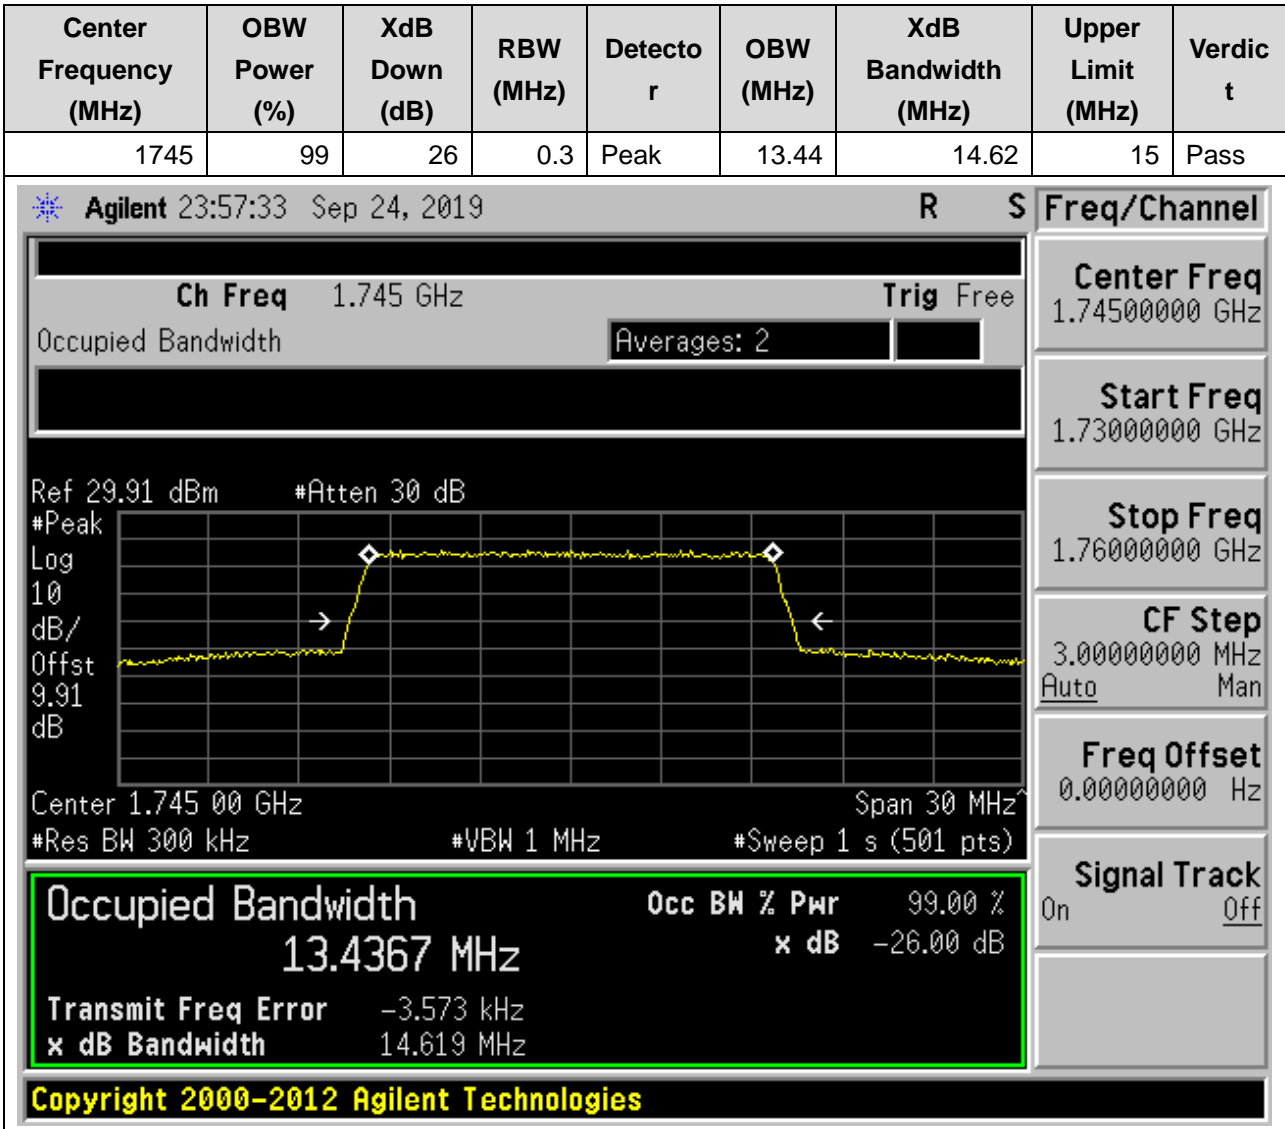 Center Frequency (MHz) OBW Power (%) XdB Down (dB) RBW (MHz) Detecto r OBW (MHz) XdB Bandwidth (MHz) Upper Limit (MHz) Verdic t
1745 99 26 0.3 Peak 13.44 14.62 15 Pass
Agilent 23:57:33 Sep 24, 2019 R S
Ch Freq 1.745 GHz Trig Free
Occupied Bandwidth Averages: 2
Ref 29.91 dBm #Atten 30 dB
#Peak
Log
10
dB/
Offst
9.91
dB
Center 1.745 00 GHz Span 30 MHz^
#Res BW 300 kHz #VBW 1 MHz #Sweep 1 s (501 pts)
Occupied Bandwidth Occ BW % Pwr 99.00 %
13.4367 MHz x dB -26.00 dB
Transmit Freq Error -3.573 kHz
x dB Bandwidth 14.619 MHz
Copyright 2000-2012 Agilent Technologies
Freq/Channel
Center Freq
1.74500000 GHz
Start Freq
1.73000000 GHz
Stop Freq
1.76000000 GHz
CF Step
3.00000000 MHz
Auto Man
Freq Offset
0.00000000 Hz
Signal Track
On Off